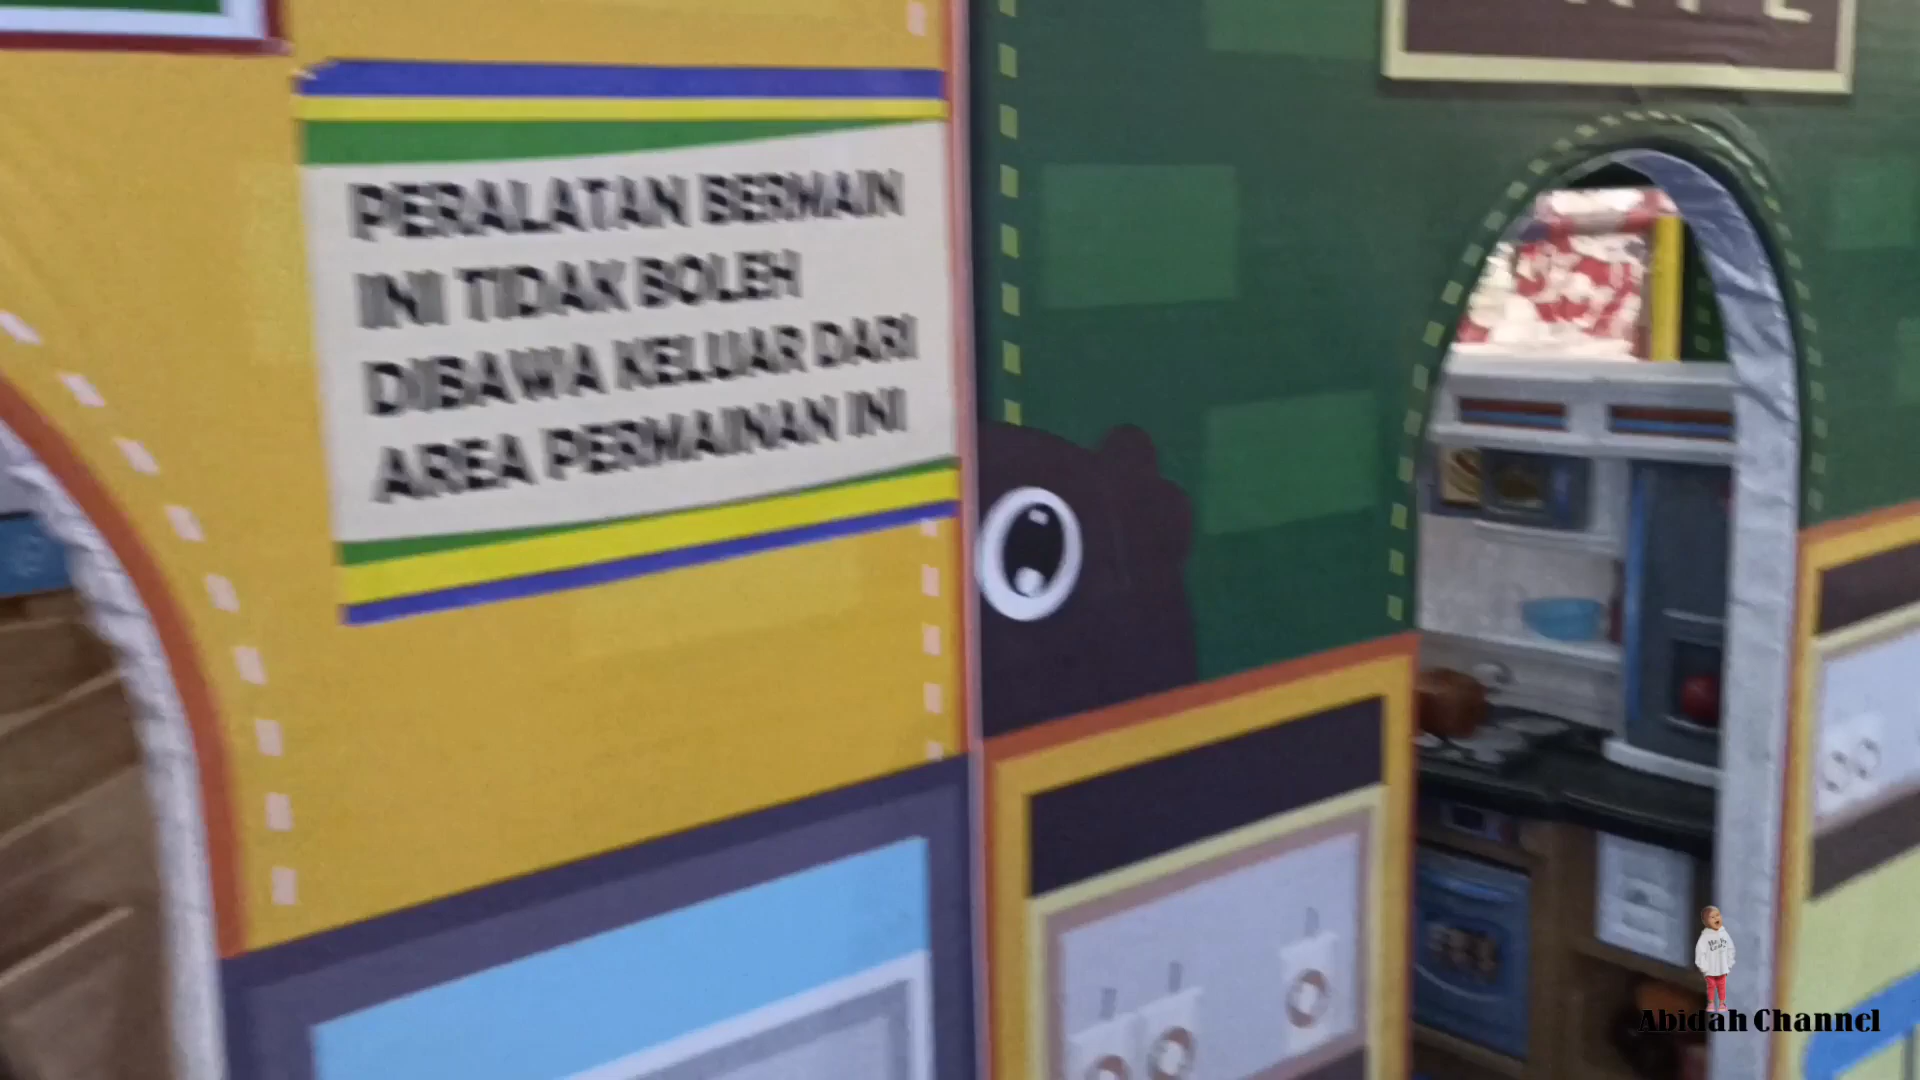 PERALATAN BERMAIN
INI TIDAK BOLEH
DIBAWA KELUAR DARI
AREA PERMAINAN INI
Abidah Channel